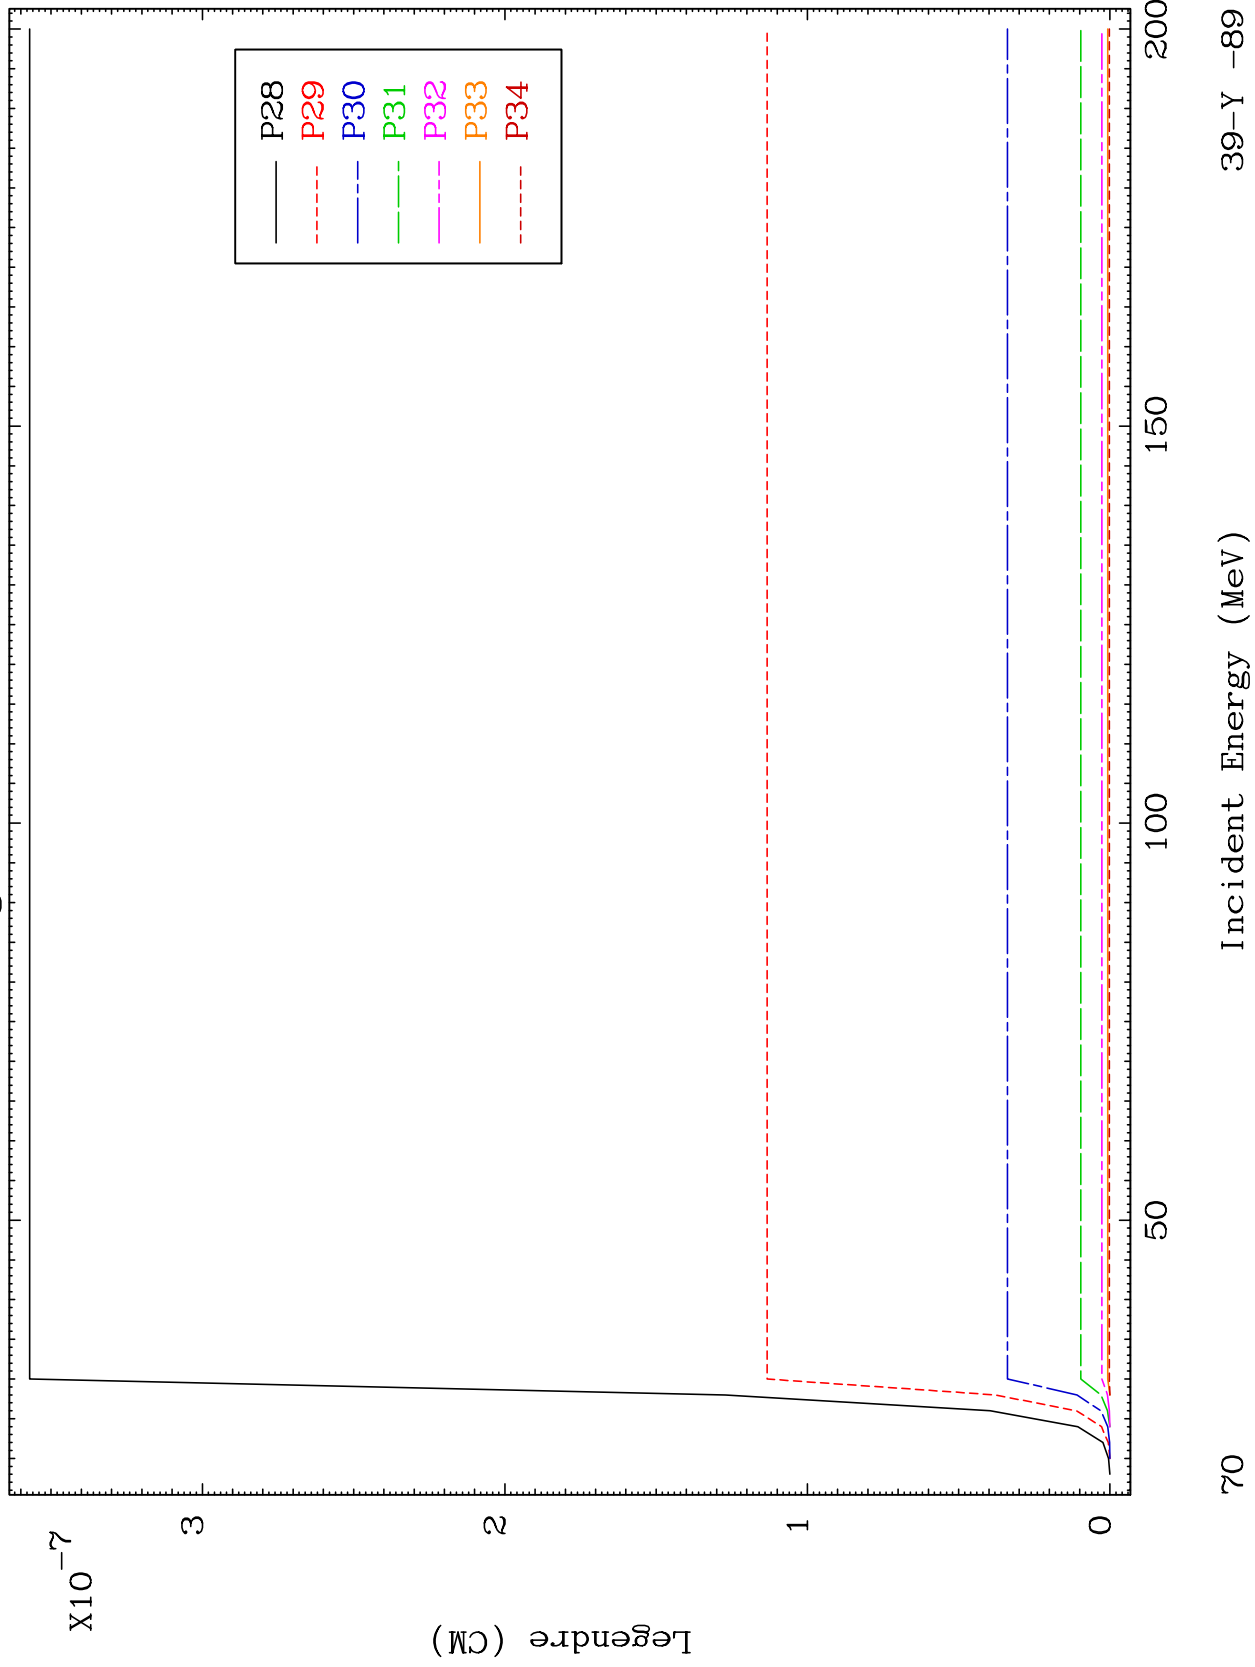 X10-7
3
2
1
0
Legendre (CM)
P28
P29
P30
P31
P32
P33
P34
50
100
150
200
70
Incident Energy (MeV)
39-Y -89